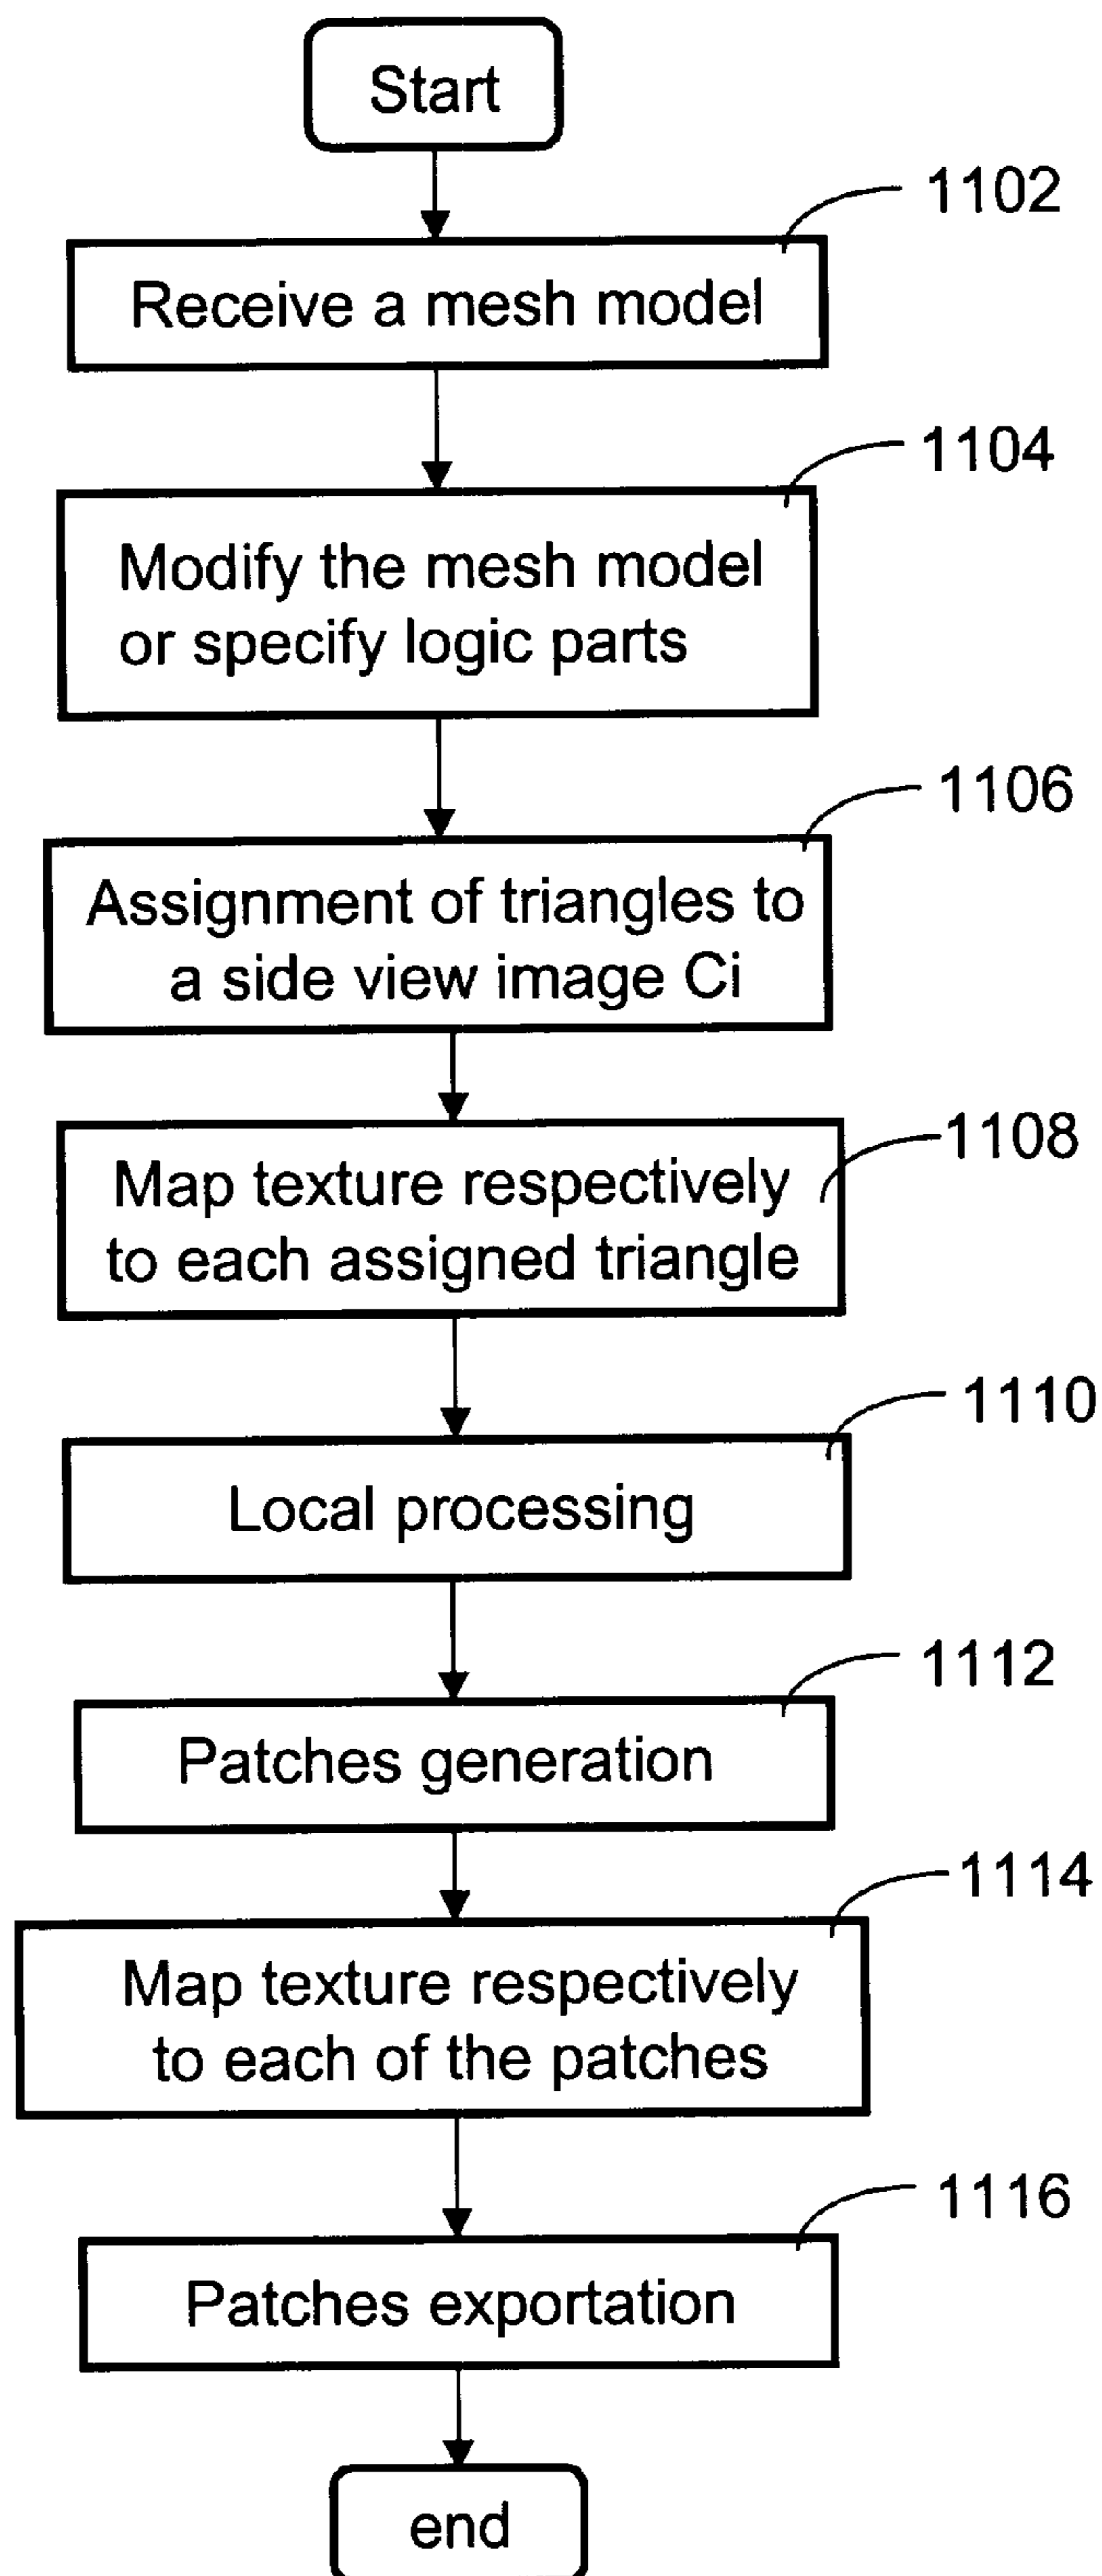 Start
1102
Receive a mesh model
1104
Modify the mesh model
or specify logic parts
1106
Assignment of triangles to
a side view image Ci
1108
Map texture respectively
to each assigned triangle
1110
Local processing
1112
Patches generation
1114
Map texture respectively
to each of the patches
1116
Patches exportation
end